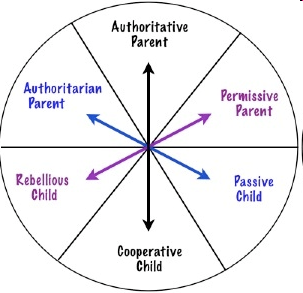 Authoritative
Parent
Authoritarian
Parent
Permissive
Parent
Rebellious
Child
Passive
Child
Cooperative
Child